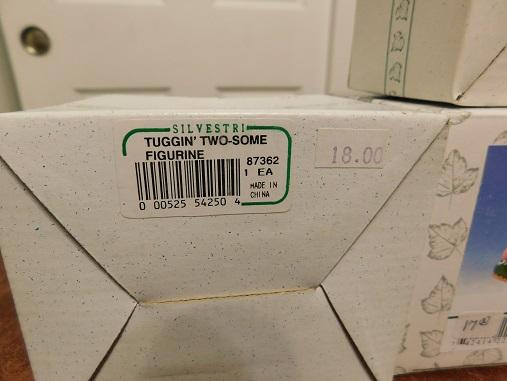 SILVESTRI
TUGGIN' TWO-SOME
FIGURINE
87362
1 EA
MADE IN
CHINA
0 00525 54250 4
18.00